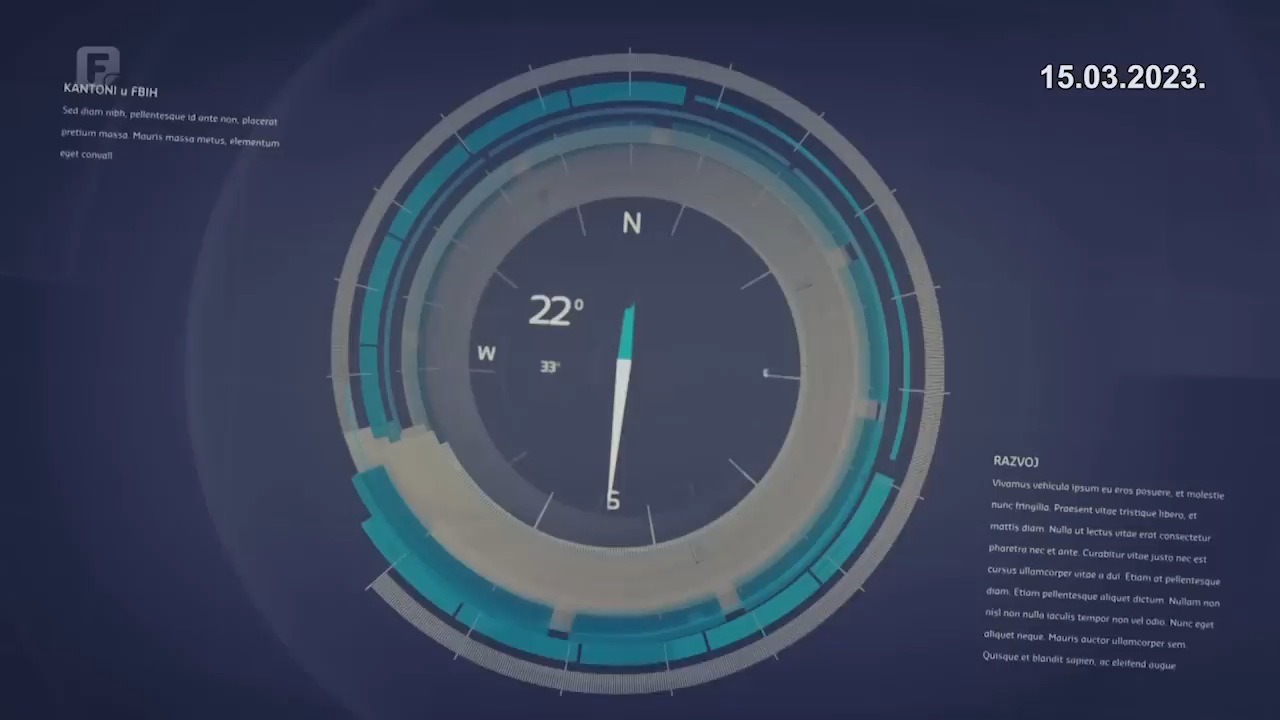 F
15.03.2023.
KANTONI u FBIH
Sed diam nibh, pellentesque id ante non, placerat
pretium massa. Mauris massa metus, elementum
eget convall
N
22°
W
33°
S
RAZVOJ
Vivamus vehicula ipsum eu eros posuere, et molestie
nunc fringilla. Praesent vitae tristique libero, et
mattis diam. Nulla ut lectus vitae erat consectetur
pharetra nec et ante. Curabitur vitae justo nec est
cursus ullamcorper vitae a dui. Etiam at pellentesque
diam. Etiam pellentesque aliquet dictum. Nullam non
nisl non nulla iaculis tempor non vel odio. Nunc eget
aliquet neque. Mauris auctor ullamcorper sem.
Quisque et blandit sapien, ac eleifend augue